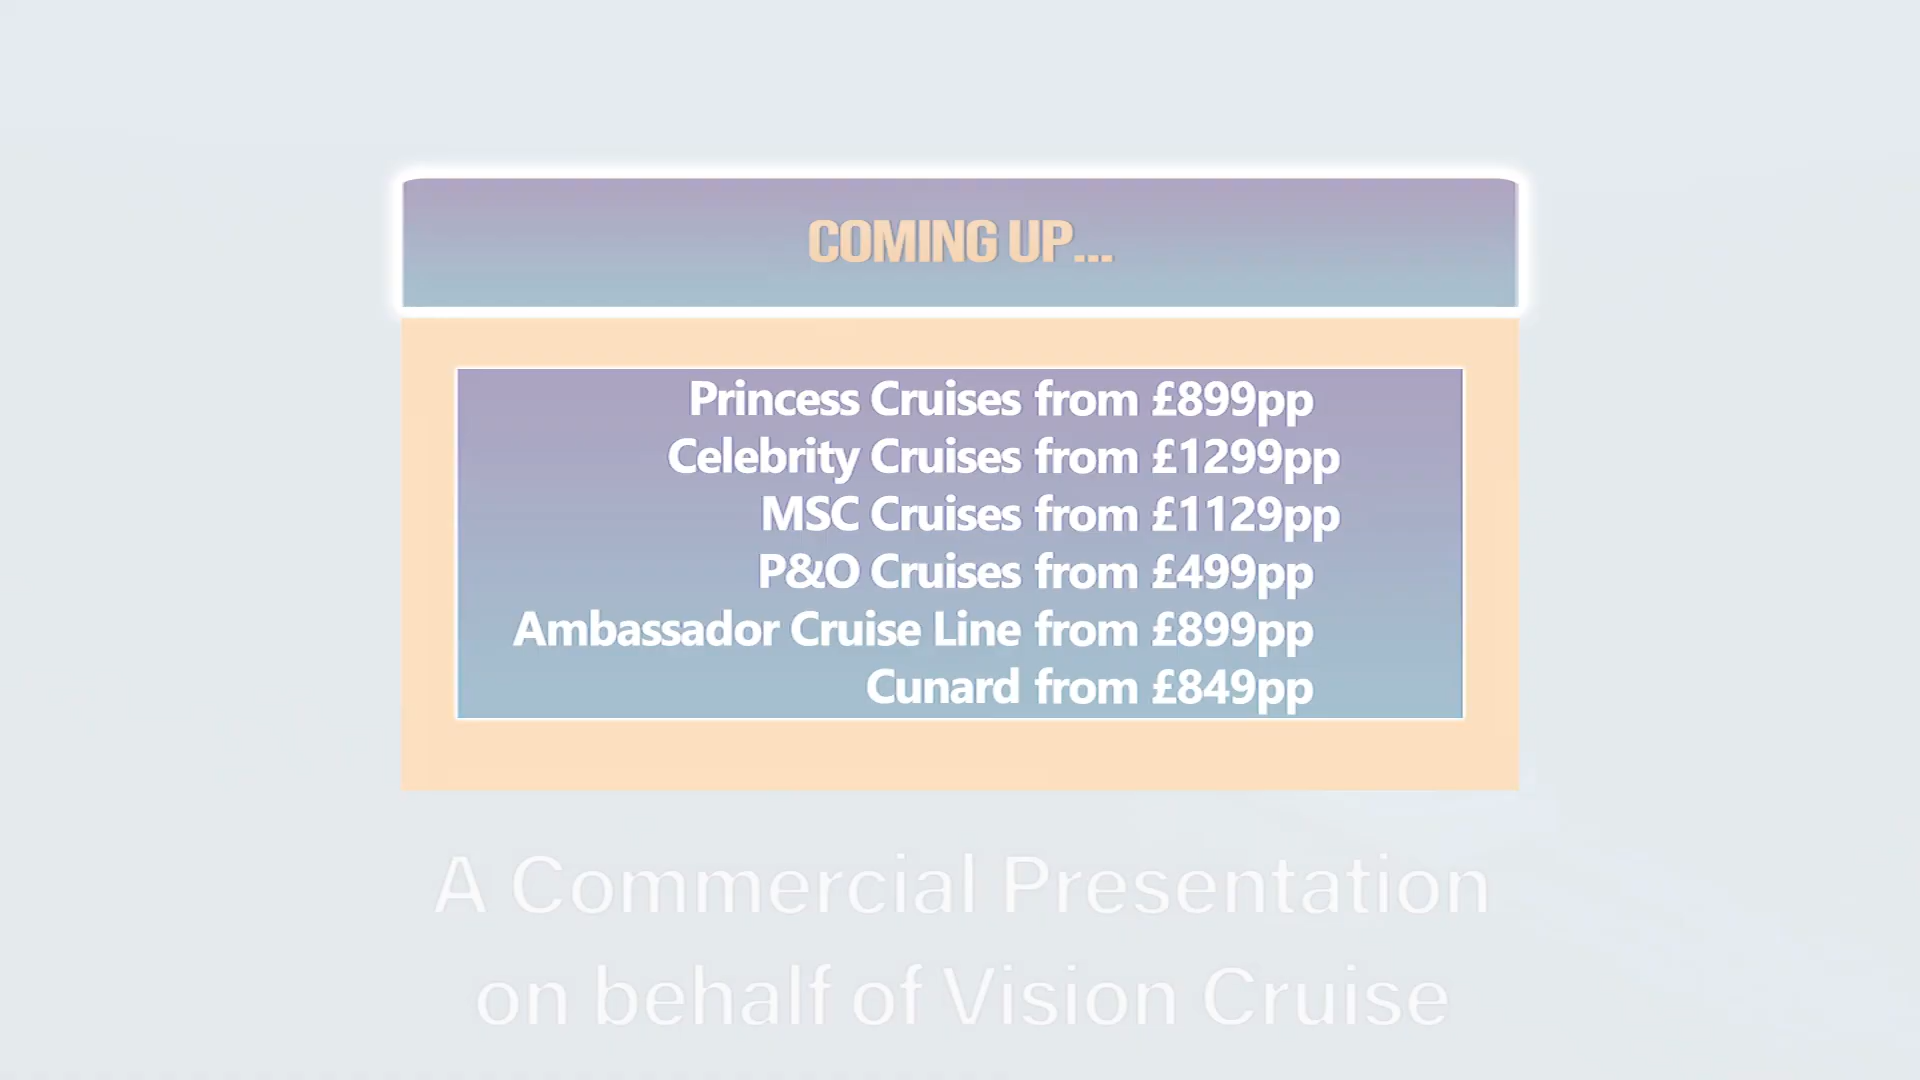 COMING UP...
Princess Cruises from £899pp
Celebrity Cruises from £1299pp
MSC Cruises from £1129pp
P&O Cruises from £499pp
Ambassador Cruise Line from £899pp
Cunard from £849pp
A Commercial Presentation
on behalf of Vision Cruise